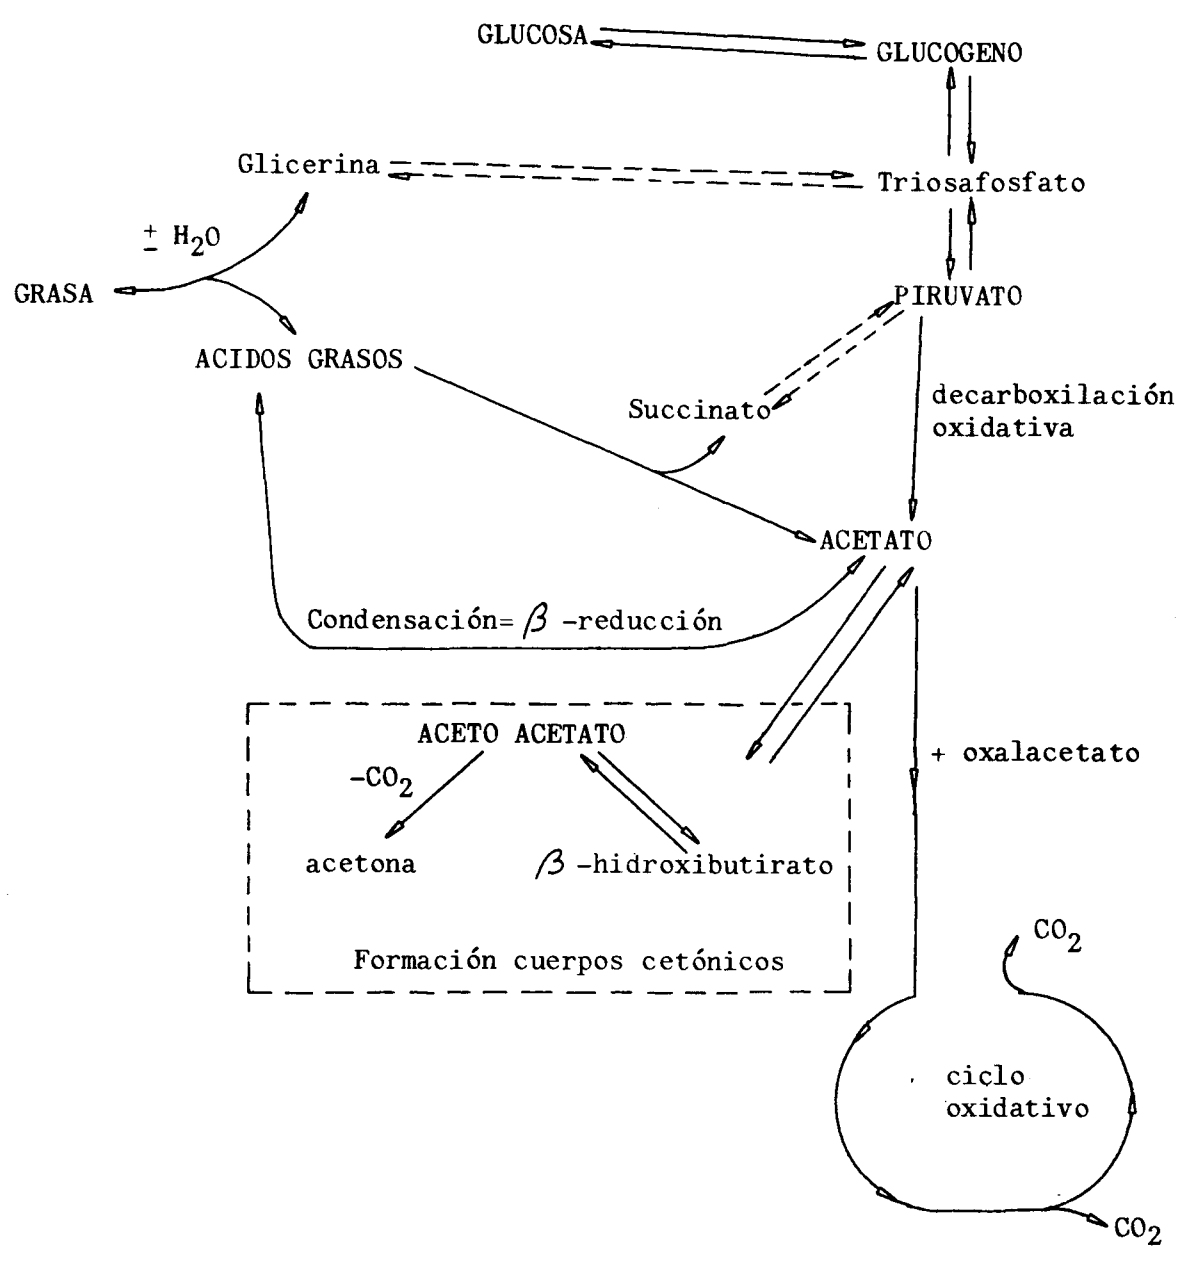 GLUCOSA
GLUCOGENO
Glicerina
Triosafosfato
± H₂O
GRASA
PIRUVATO
ACIDOS GRASOS
Succinato
decarboxilación
oxidativa
ACETATO
Condensación= β -reducción
ACETO ACETATO
-CO₂
+ oxalacetato
acetona
β -hidroxibutirato
Formación cuerpos cetónicos
CO₂
ciclo
oxidativo
CO₂